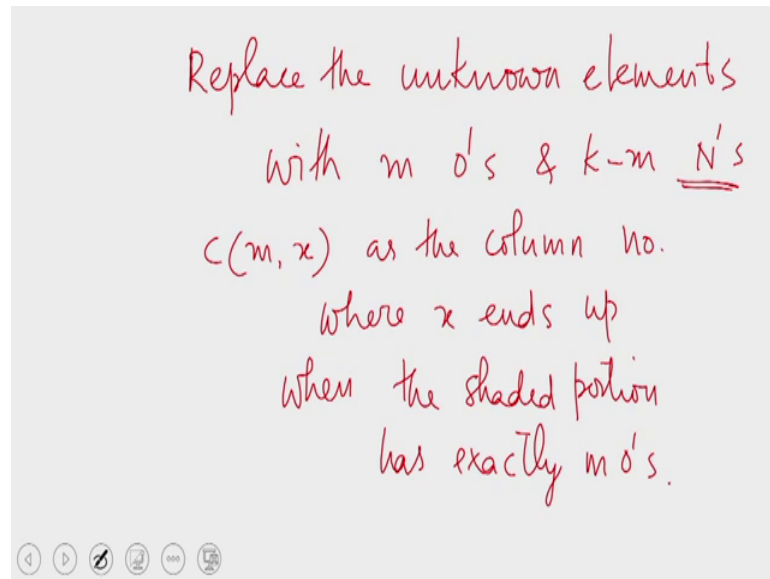 Replace the unknown elements
with m 0's & k-m N's
c(m, x) as the column no.
where x ends up
when the shaded portion
has exactly m 0's.